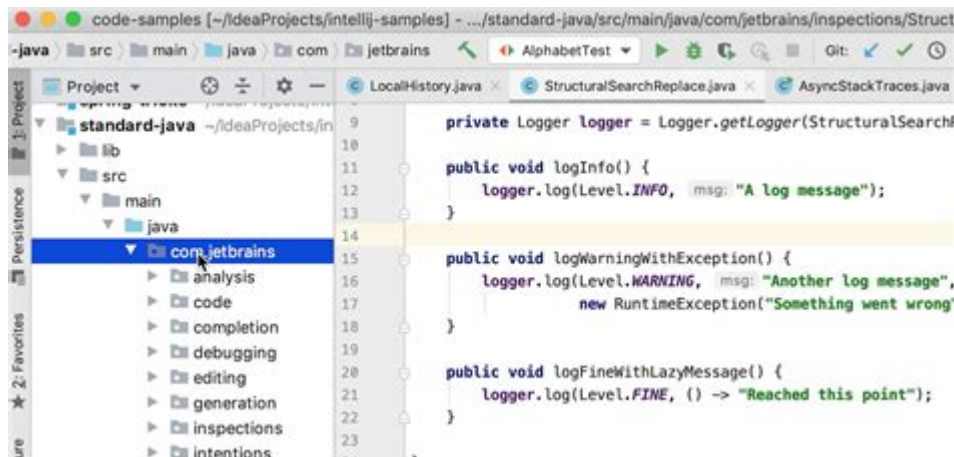 code-samples [~/IdeaProjects/intellij-samples] - .../standard-java/src/main/java/com/jetbrains/inspections/Struct
-java src main java com jetbrains AlphabetTest Git:
1: Project
Persistence
2: Favorites
ure
Project
standard-java ~/IdeaProjects/in
lib
src
main
java
com.jetbrains
analysis
code
completion
debugging
editing
generation
inspections
intentions
LocalHistory.java StructuralSearchReplace.java AsyncStackTraces.java
9 private Logger logger = Logger.getLogger(StructuralSearchR
10
11 public void logInfo() {
12 logger.log(Level.INFO, msg: "A log message");
13 }
14
15 public void logWarningWithException() {
16 logger.log(Level.WARNING, msg: "Another log message",
17 new RuntimeException("Something went wrong"
18 }
19
20 public void logFineWithLazyMessage() {
21 logger.log(Level.FINE, () -> "Reached this point");
22 }
23